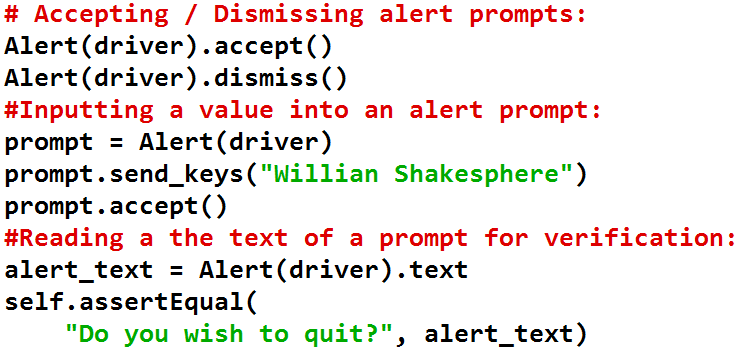 # Accepting / Dismissing alert prompts:
Alert(driver).accept()
Alert(driver).dismiss()
#Inputting a value into an alert prompt:
prompt = Alert(driver)
prompt.send_keys("Willian Shakesphere")
prompt.accept()
#Reading a the text of a prompt for verification:
alert_text = Alert(driver).text
self.assertEqual(
    "Do you wish to quit?", alert_text)